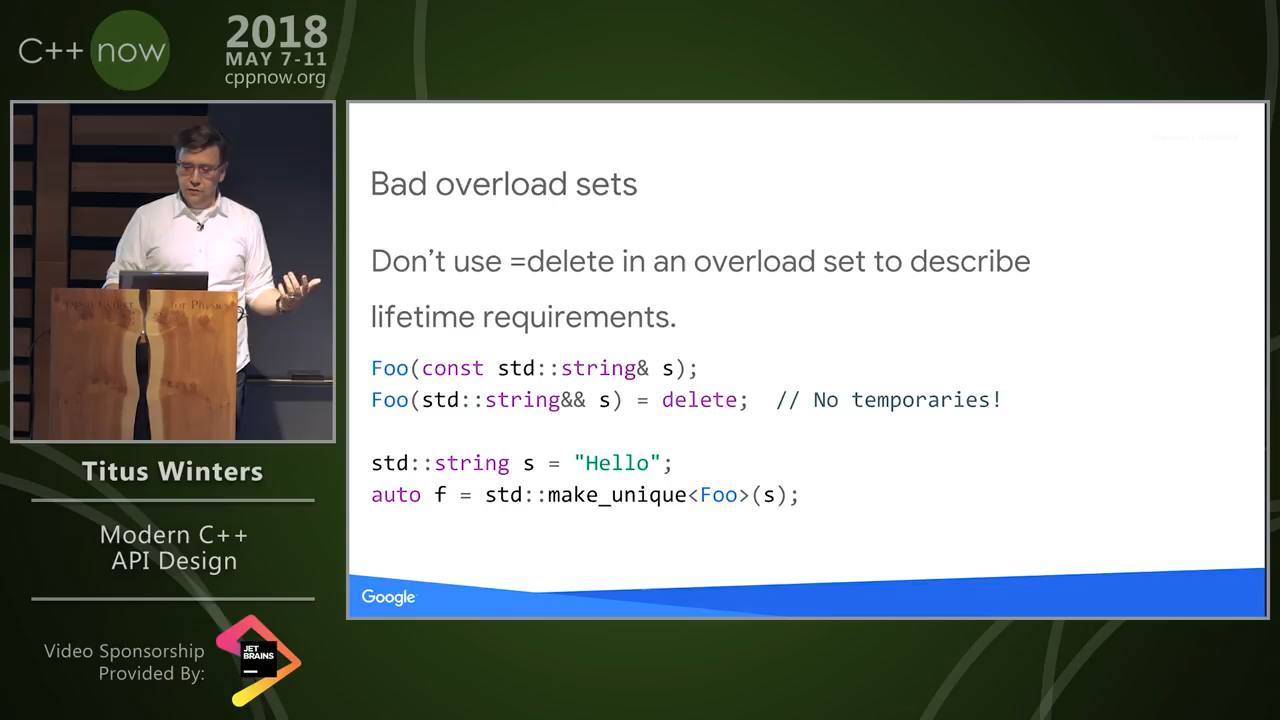 C++ now
2018
MAY 7-11
cppnow.org
Bad overload sets
Don't use =delete in an overload set to describe
lifetime requirements.
Foo(const std::string& s);
Foo(std::string&& s) = delete;  // No temporaries!
std::string s = "Hello";
auto f = std::make_unique<Foo>(s);
Google
for Physics
Titus Winters
Modern C++
API Design
Video Sponsorship
Provided By:
JET
BRAINS